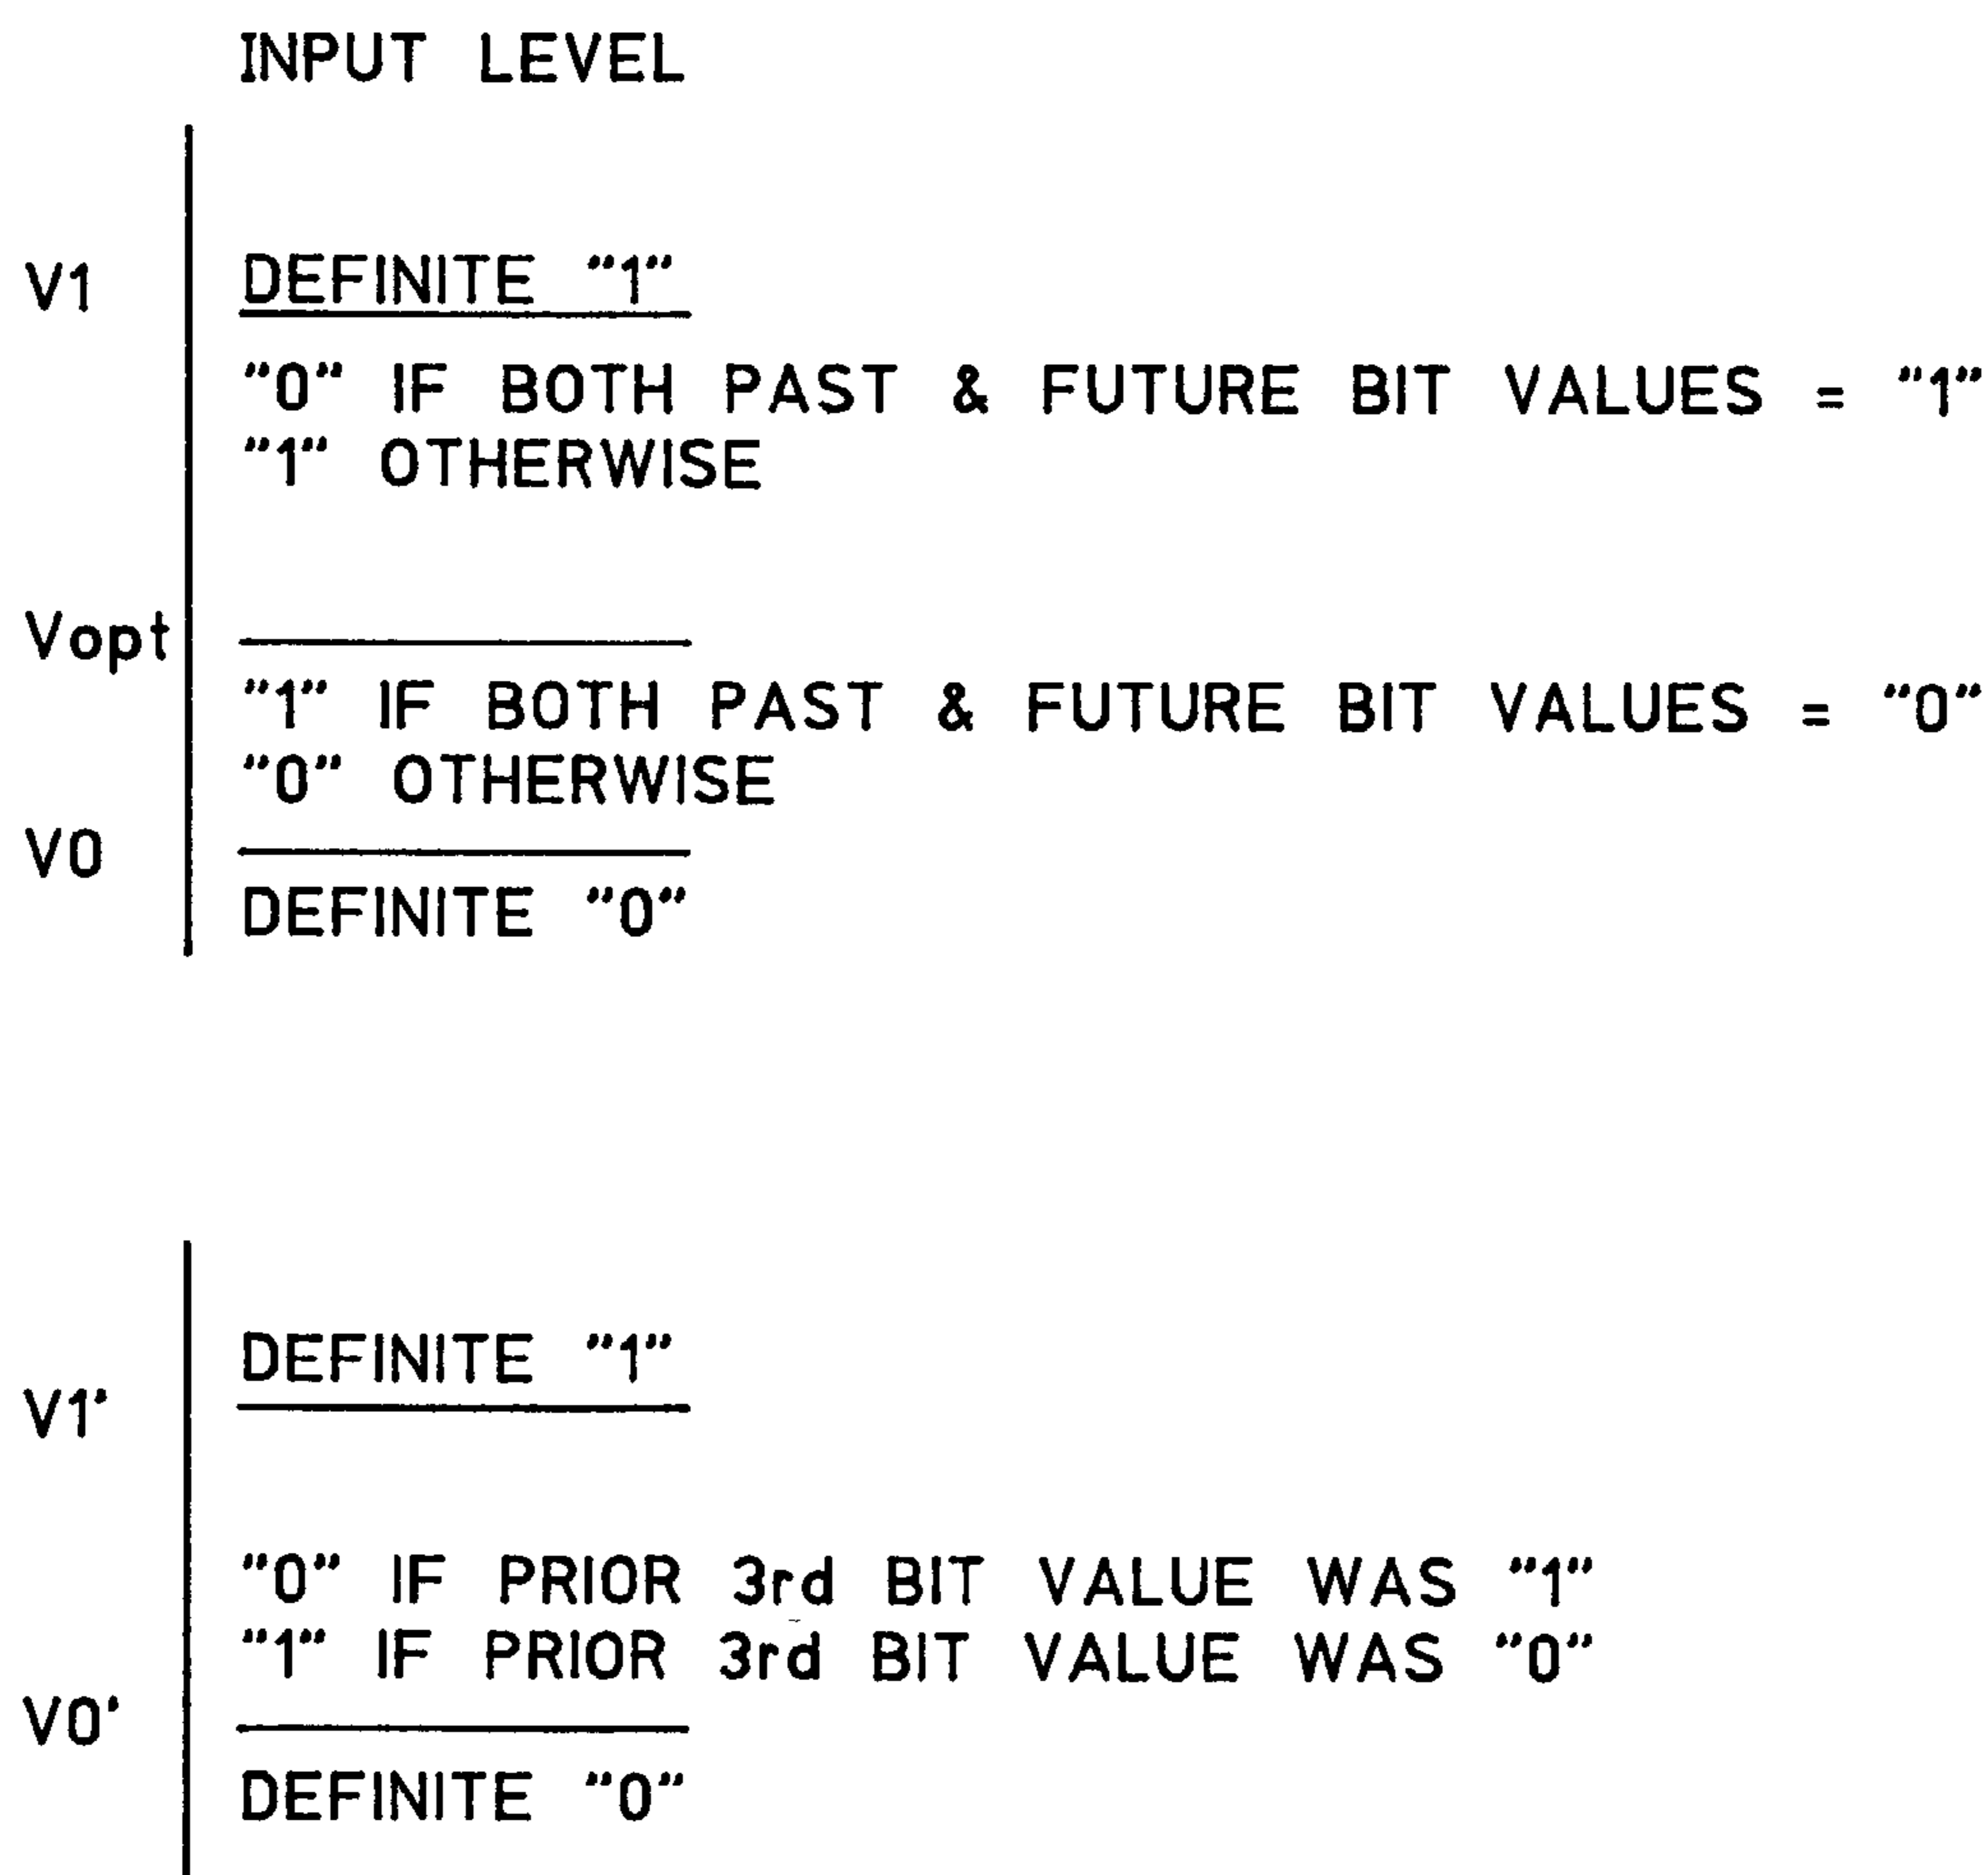 INPUT LEVEL
V1 DEFINITE "1"
"0" IF BOTH PAST & FUTURE BIT VALUES = "1"
"1" OTHERWISE
Vopt
"1" IF BOTH PAST & FUTURE BIT VALUES = "0"
"0" OTHERWISE
V0
DEFINITE "0"
DEFINITE "1"
V1'
"0" IF PRIOR 3rd BIT VALUE WAS "1"
"1" IF PRIOR 3rd BIT VALUE WAS "0"
V0'
DEFINITE "0"